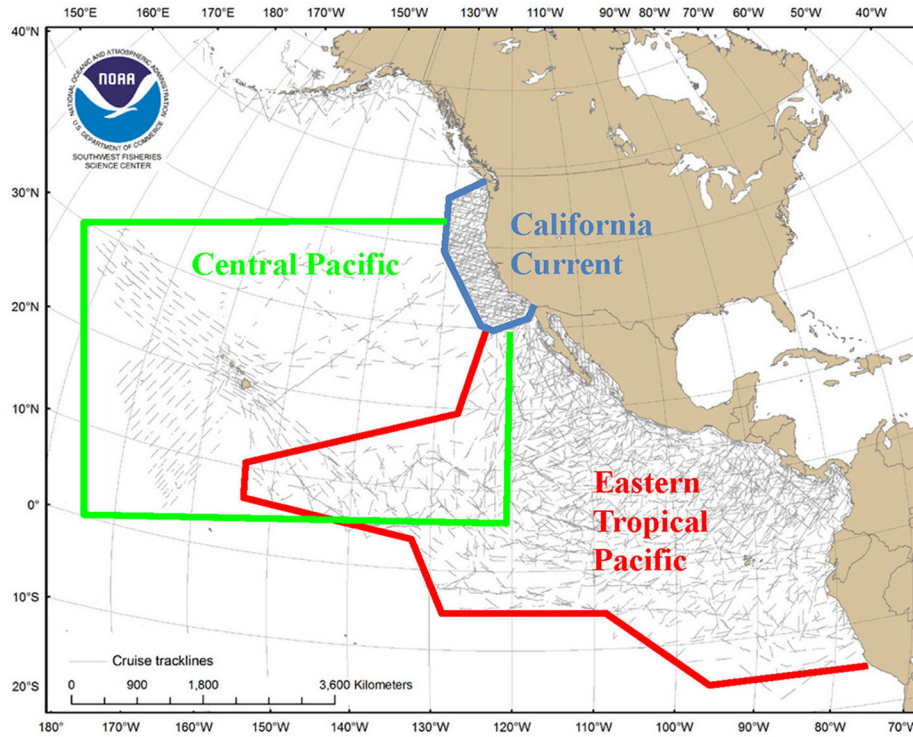 150°E 160°E 170°E 180° 170°W 150°W 130°W 110°W 90°W 70°W 60°W 50°W 40°W
40°N
NOAA
NATIONAL OCEANIC AND ATMOSPHERIC ADMINISTRATION
U.S. DEPARTMENT OF COMMERCE
SOUTHWEST FISHERIES
SCIENCE CENTER
30°N
20°N
10°N
0°
10°S
20°S
Central Pacific
California
Current
Eastern
Tropical
Pacific
Cruise tracklines
0 900 1,800 3,600 Kilometers
180° 170°W 160°W 150°W 140°W 130°W 120°W 110°W 100°W 90°W 80°W 70°W